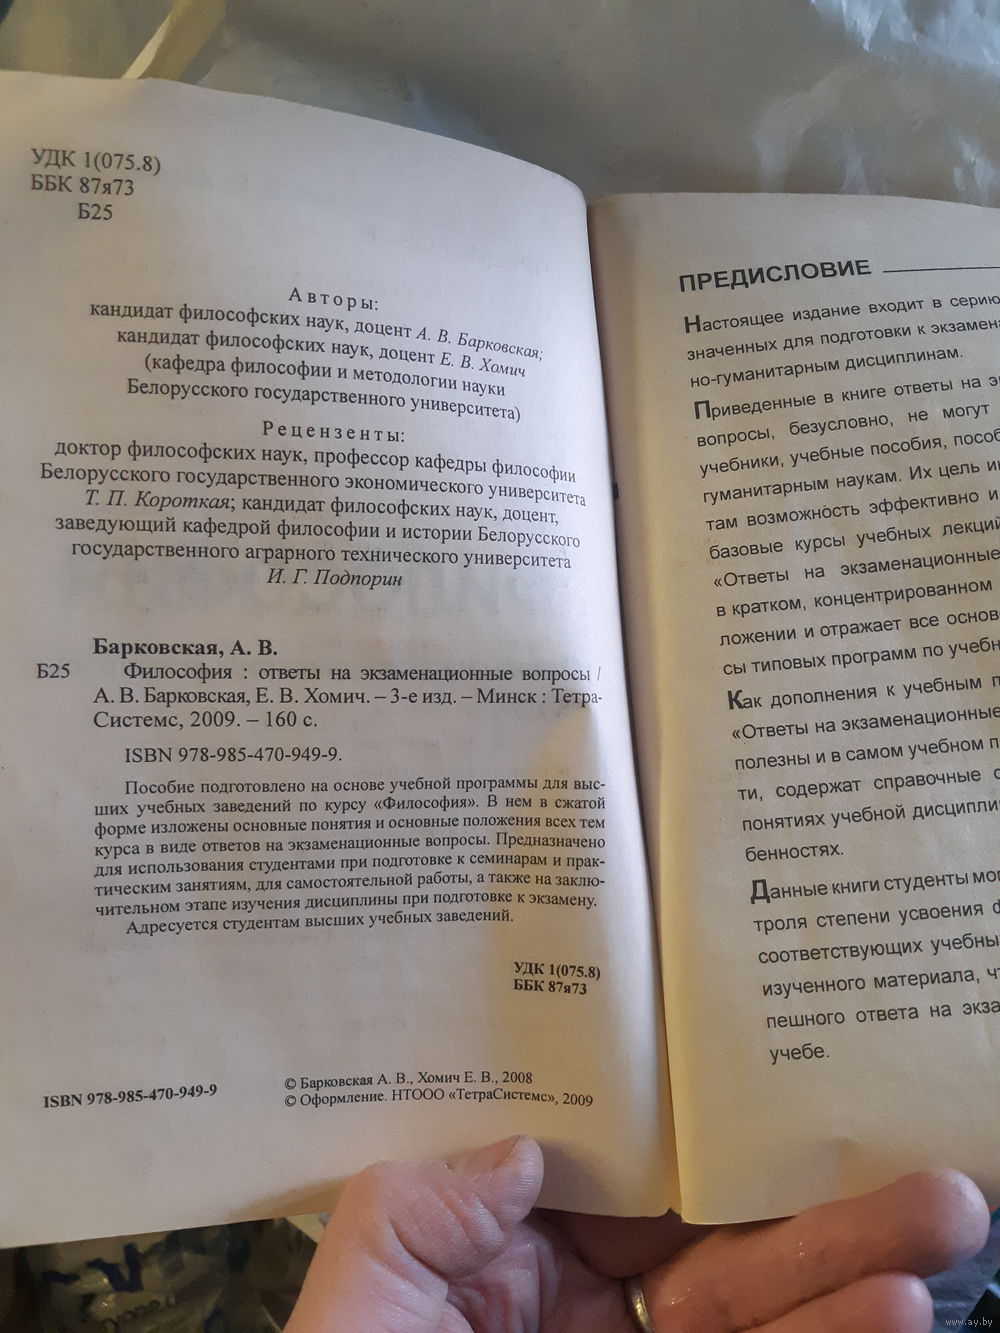 УДК 1(075.8)
ББК 87я73
Б25
Авторы:
кандидат философских наук, доцент А. В. Барковская;
кандидат философских наук, доцент Е. В. Хомич
(кафедра философии и методологии науки
Белорусского государственного университета)
Рецензенты:
доктор философских наук, профессор кафедры философии
Белорусского государственного экономического университета
Т. П. Короткая; кандидат философских наук, доцент,
заведующий кафедрой философии и истории Белорусского
государственного аграрного технического университета
И. Г. Подпорин
Барковская, А. В.
Б25 Философия : ответы на экзаменационные вопросы /
А. В. Барковская, Е. В. Хомич. – 3-е изд. – Минск : Тетра-
Системс, 2009. – 160 с.
ISBN 978-985-470-949-9.
Пособие подготовлено на основе учебной программы для выс-
ших учебных заведений по курсу «Философия». В нем в сжатой
форме изложены основные понятия и основные положения всех тем
курса в виде ответов на экзаменационные вопросы. Предназначено
для использования студентами при подготовке к семинарам и прак-
тическим занятиям, для самостоятельной работы, а также на заклю-
чительном этапе изучения дисциплины при подготовке к экзамену.
Адресуется студентам высших учебных заведений.
УДК 1(075.8)
ББК 87я73
ISBN 978-985-470-949-9
© Барковская А. В., Хомич Е. В., 2008
© Оформление. НТООО «ТетраСистемс», 2009
ПРЕДИСЛОВИЕ
Настоящее издание входит в серию
значенных для подготовки к экзамена
но-гуманитарным дисциплинам.
Приведенные в книге ответы на э
вопросы, безусловно, не могут
учебники, учебные пособия, пособ
гуманитарным наукам. Их цель
там возможность эффективно и
базовые курсы учебных лекций
«Ответы на экзаменационные
в кратком, концентрированном
ложении и отражает все основ
сы типовых программ по учебн
Как дополнения к учебным п
«Ответы на экзаменационные
полезны и в самом учебном п
ти, содержат справочные
понятиях учебной дисциплин
бенностях.
Данные книги студенты мог
троля степени усвоения
соответствующих учебны
изученного материала,
пешного ответа на экза
учебе.
www.ay.by